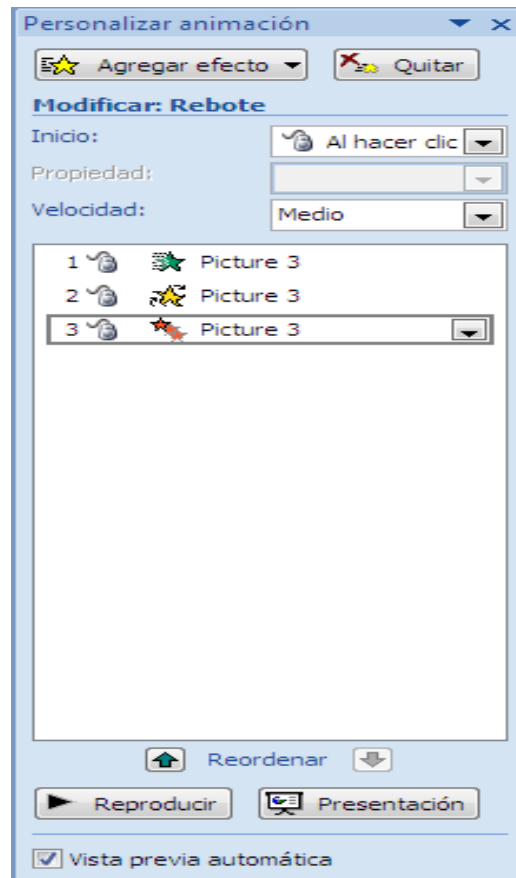 Personalizar animación
Agregar efecto Quitar
Modificar: Rebote
Inicio: Al hacer clic
Propiedad:
Velocidad: Medio
1 Picture 3
2 Picture 3
3 Picture 3
Reordenar
Reproducir Presentación
Vista previa automática